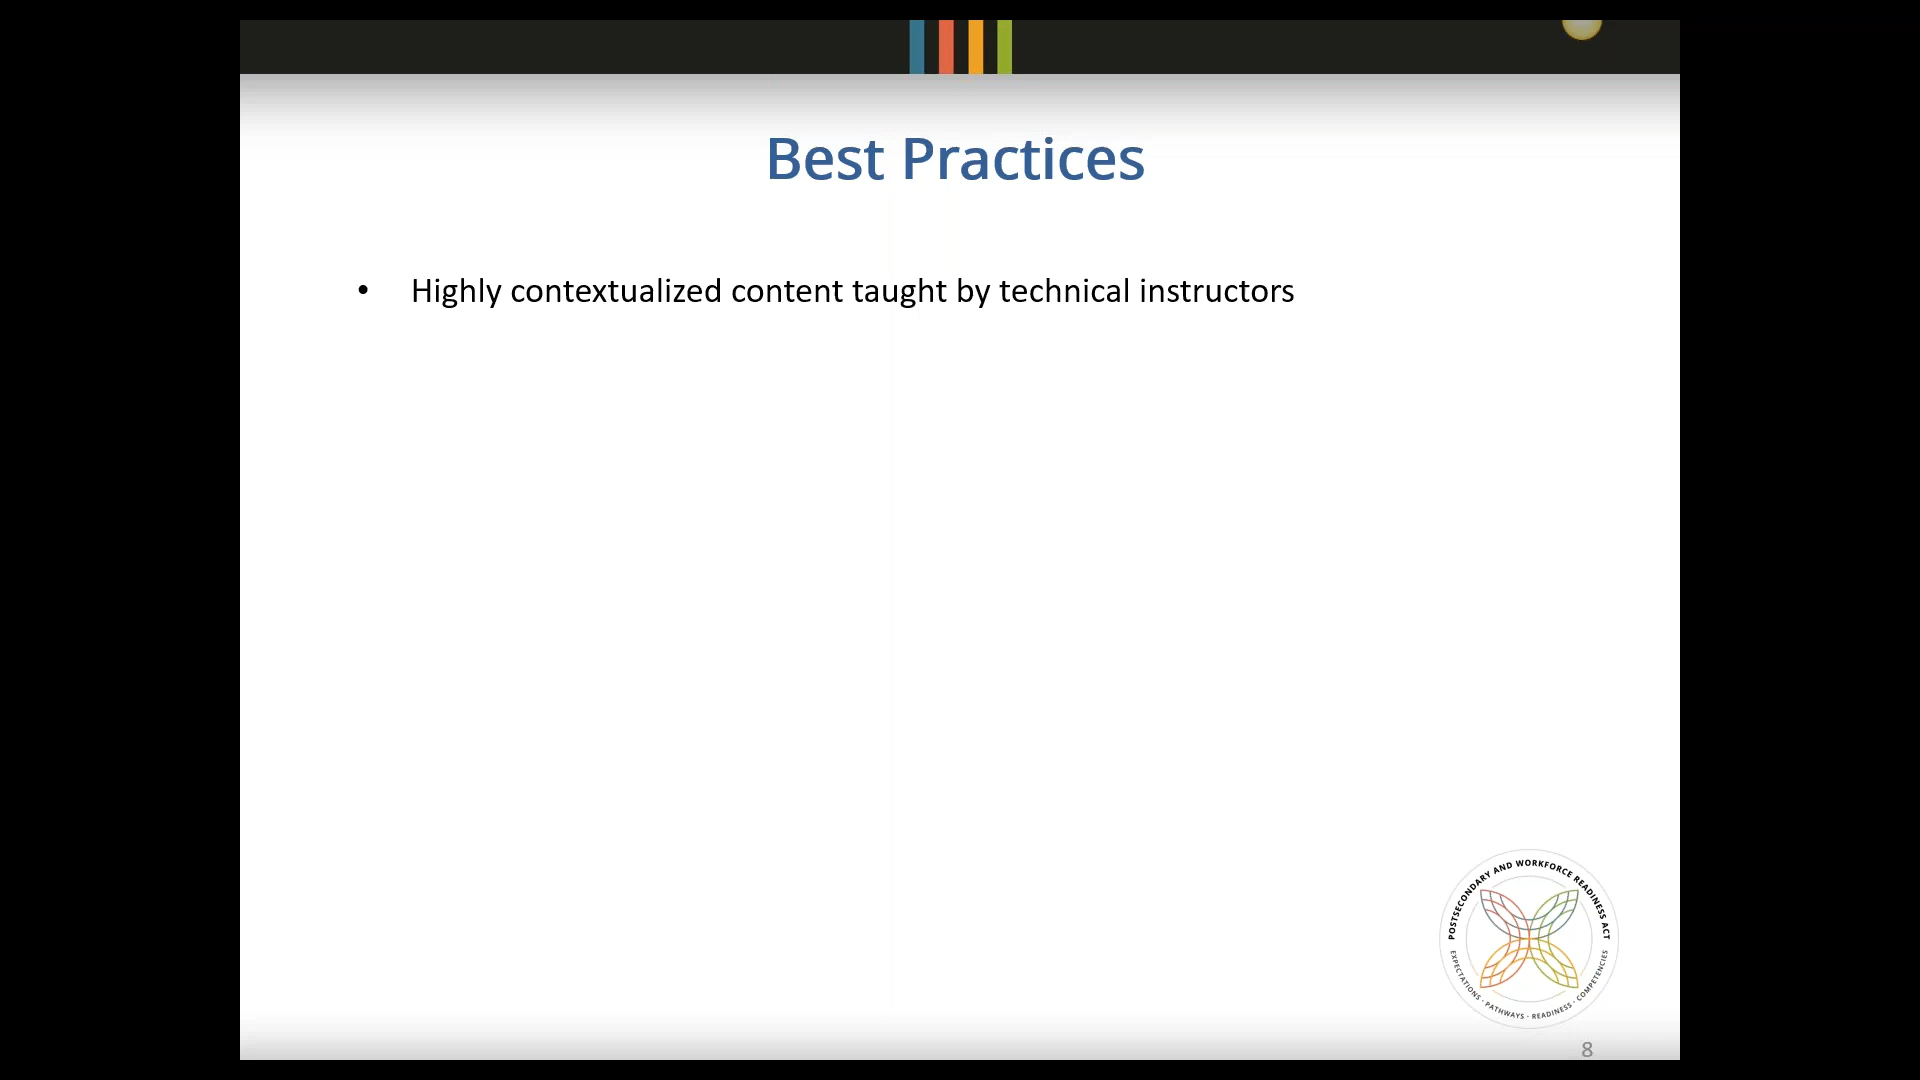 Best Practices
• Highly contextualized content taught by technical instructors
POSTSECONDARY AND WORKFORCE READINESS ACT
EXPECTATIONS · PATHWAYS · READINESS · COMPETENCIES
8